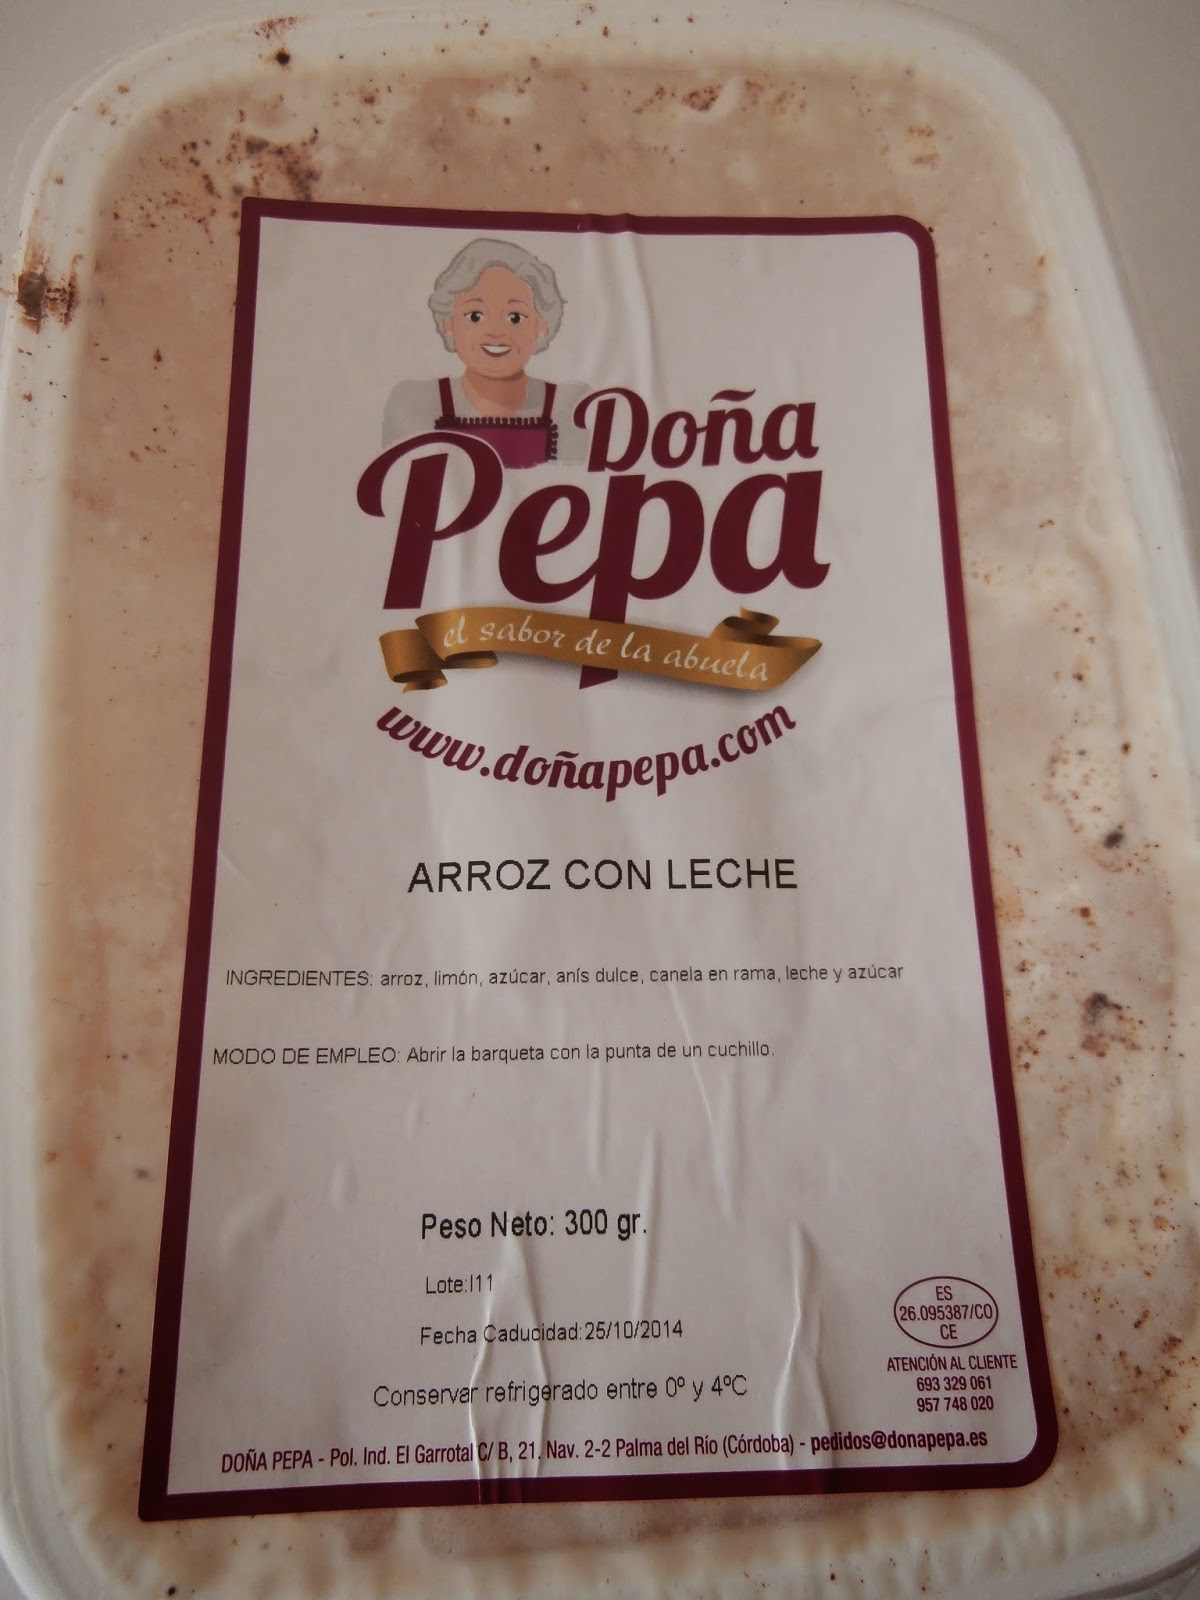 Doña
Pepa
el sabor de la abuela
www.doñapepa.com
ARROZ CON LECHE
INGREDIENTES: arroz, limón, azúcar, anís dulce, canela en rama, leche y azúcar
MODO DE EMPLEO: Abrir la barqueta con la punta de un cuchillo.
Peso Neto: 300 gr.
Lote:I11
Fecha Caducidad:25/10/2014
Conservar refrigerado entre 0º y 4ºC
ES
26.095387/CO
CE
ATENCIÓN AL CLIENTE
693 329 061
957 748 020
DOÑA PEPA - Pol. Ind. El Garrotal C/ B, 21. Nav. 2-2 Palma del Río (Córdoba) - pedidos@donapepa.es